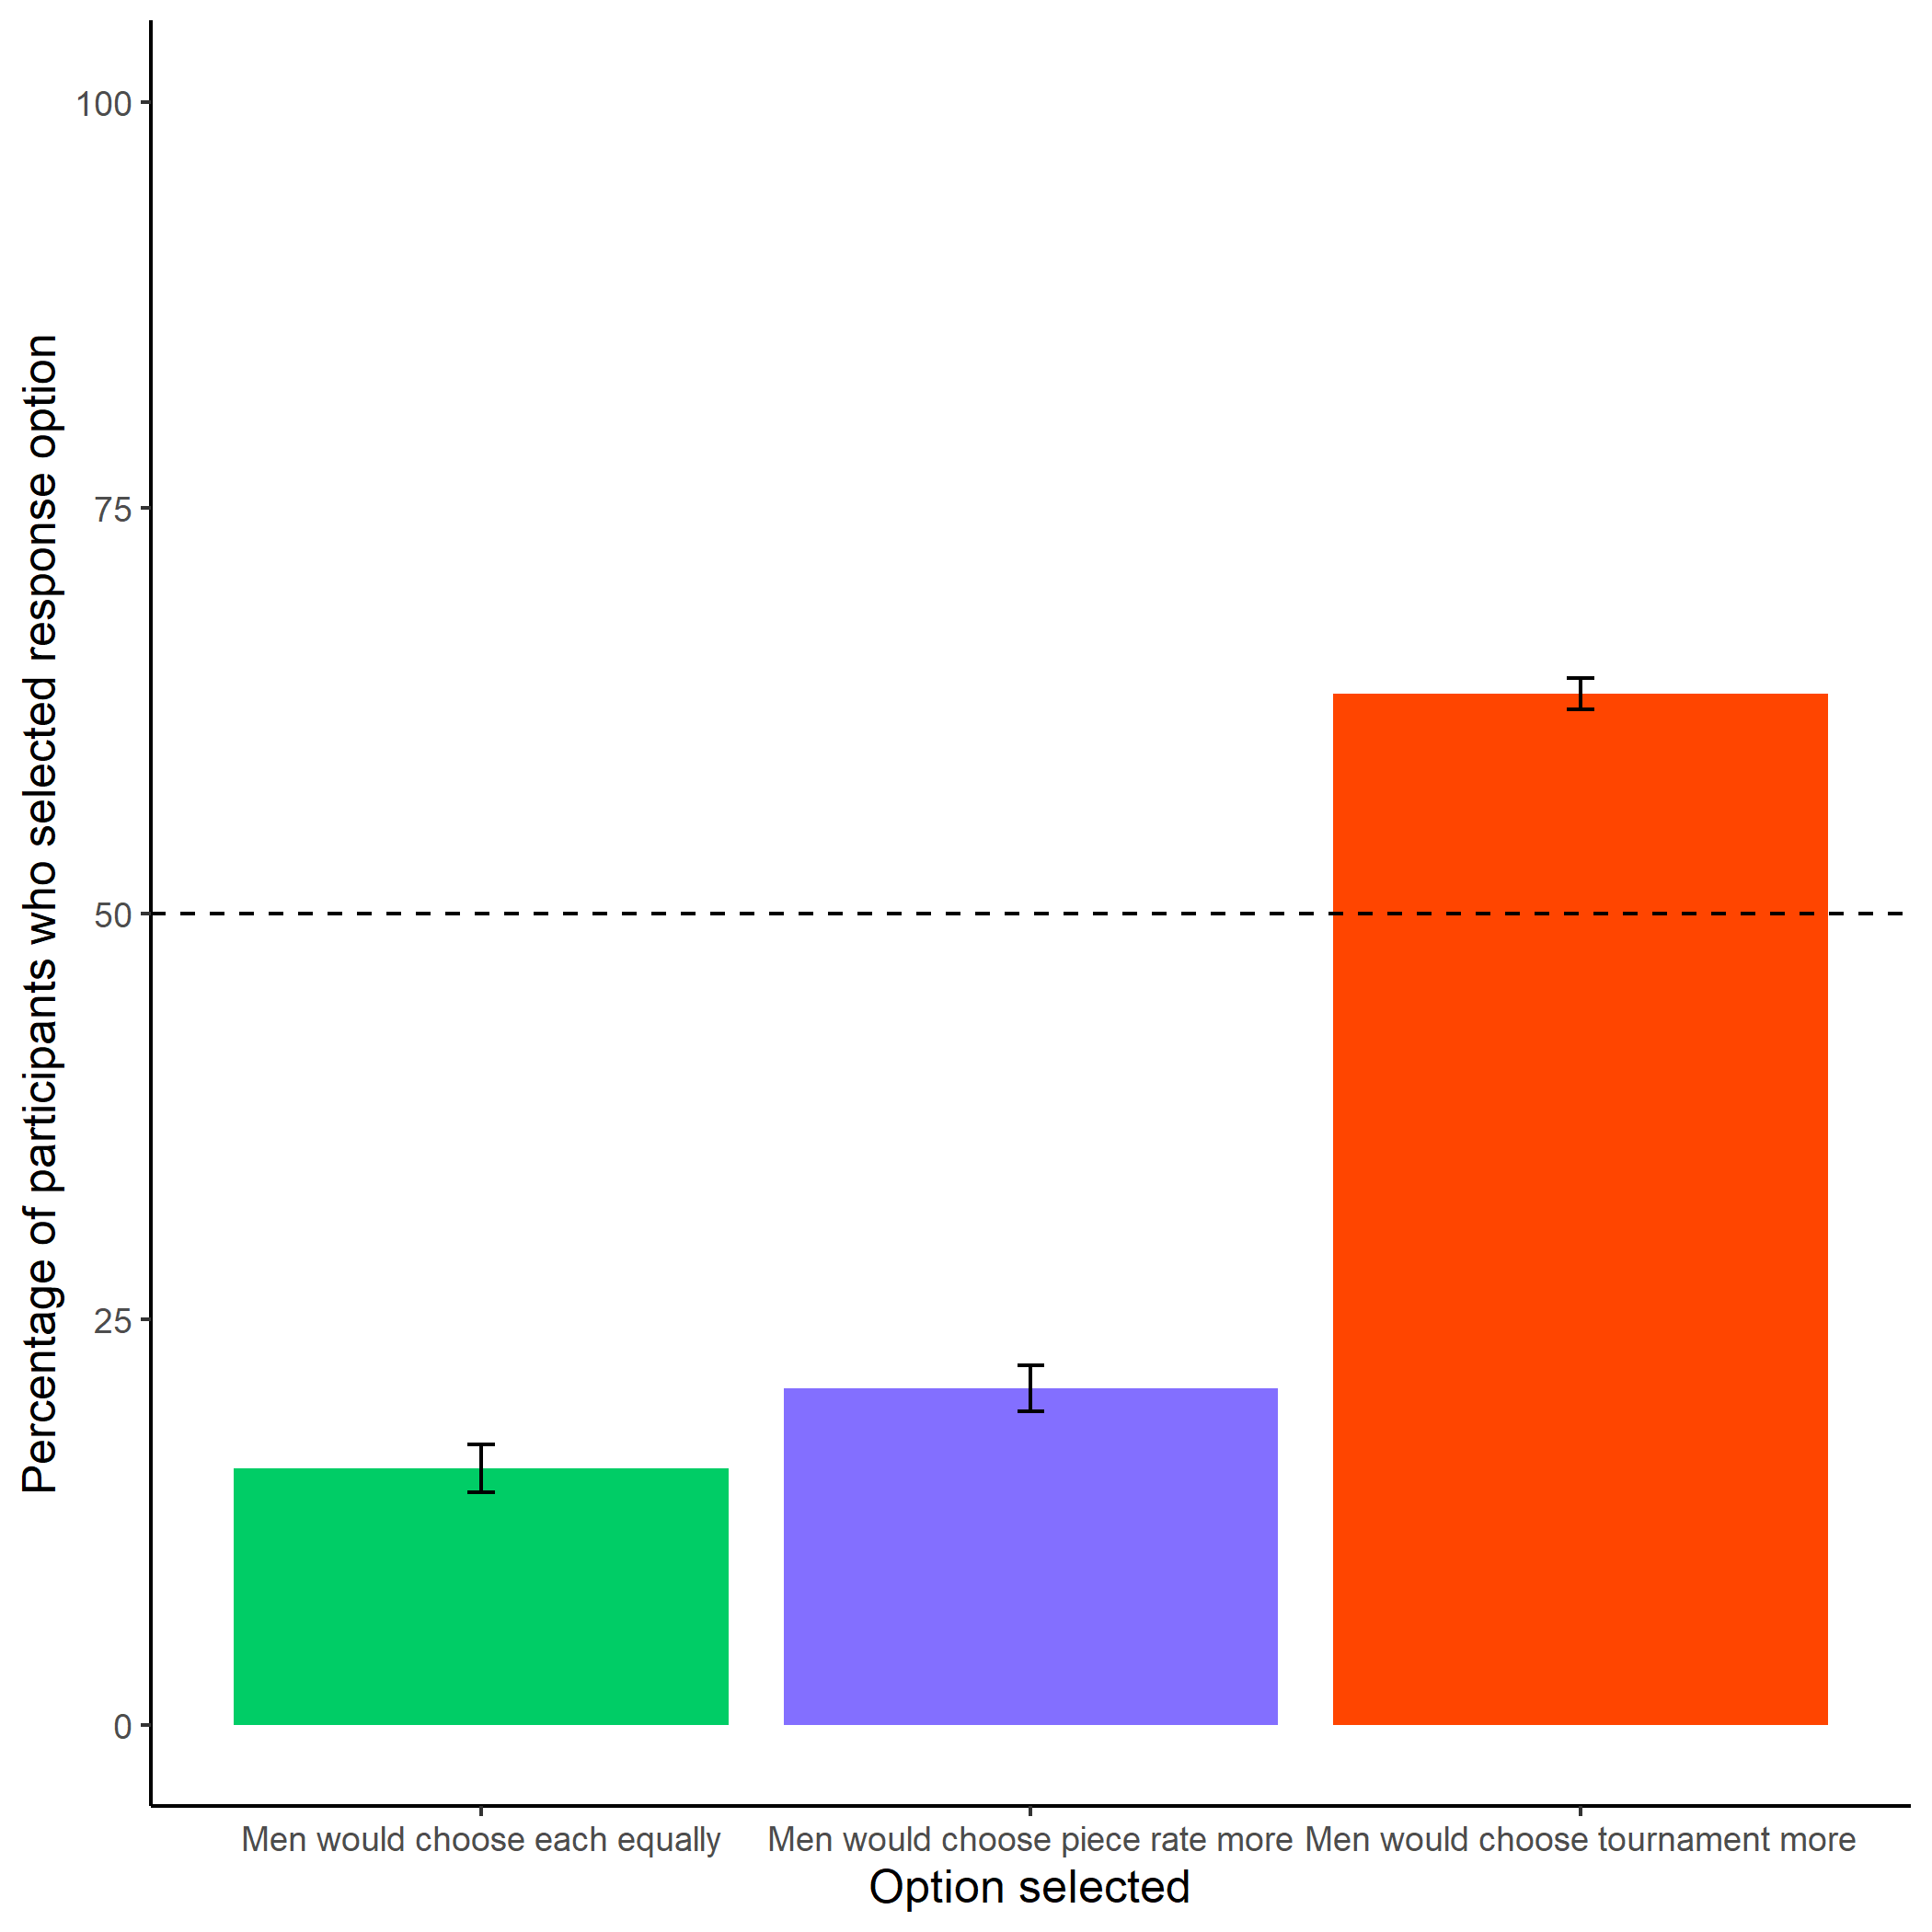 Percentage of participants who selected response option
100
75
50
25
0
Men would choose each equally
Men would choose piece rate more
Men would choose tournament more
Option selected